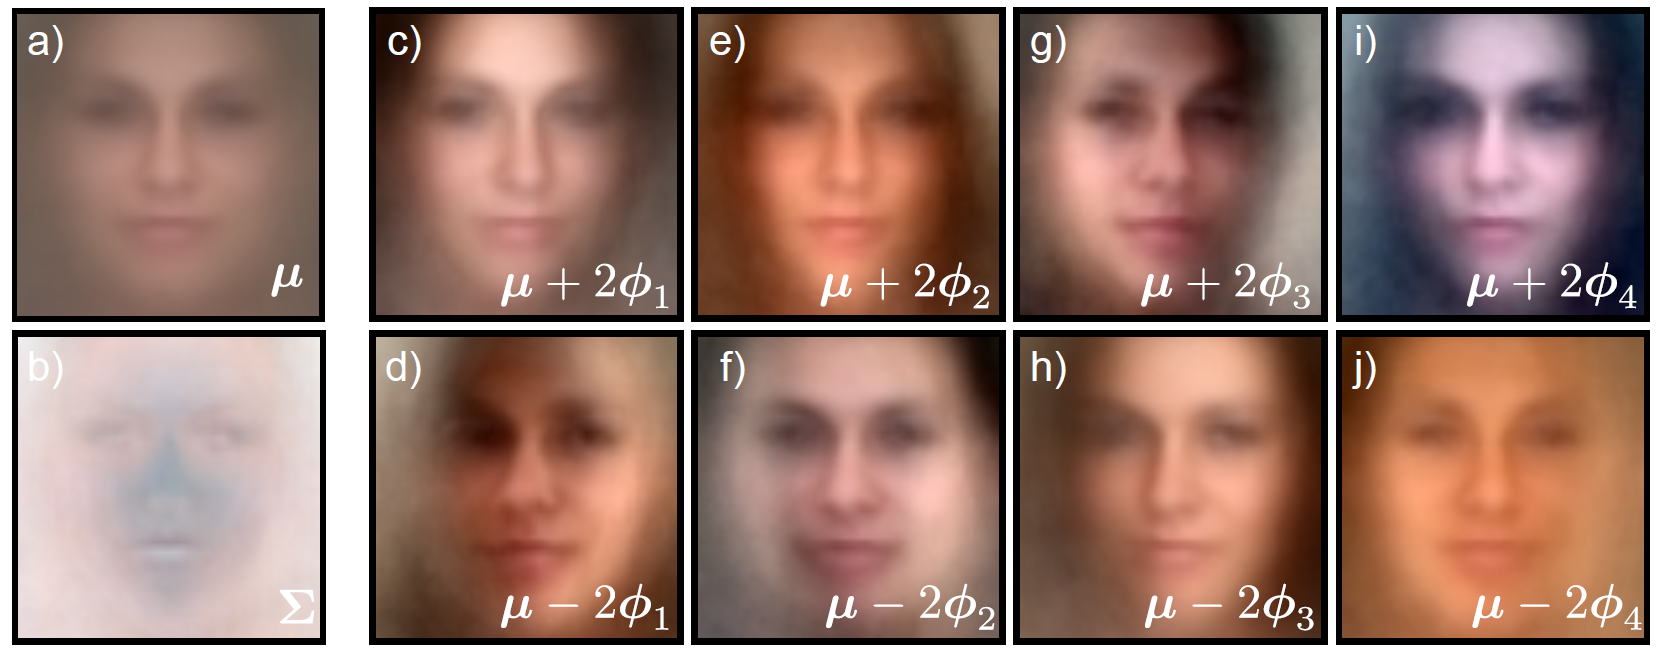 a)
μ
c)
μ + 2ϕ₁
e)
μ + 2ϕ₂
g)
μ + 2ϕ₃
i)
μ + 2ϕ₄
b)
Σ
d)
μ − 2ϕ₁
f)
μ − 2ϕ₂
h)
μ − 2ϕ₃
j)
μ − 2ϕ₄